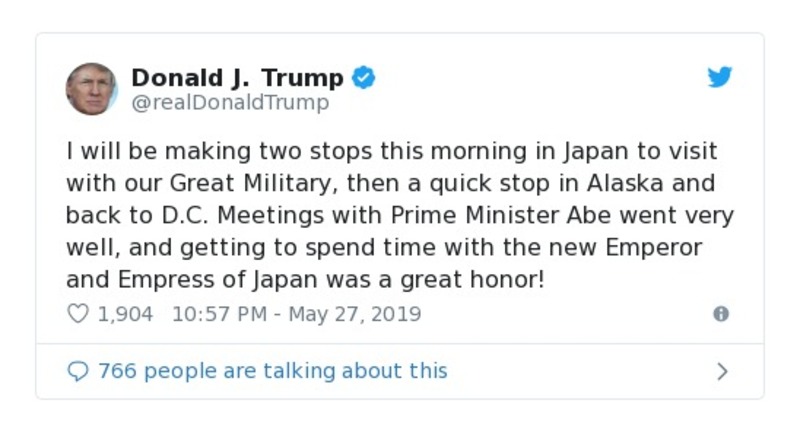 Donald J. Trump
@realDonaldTrump
I will be making two stops this morning in Japan to visit
with our Great Military, then a quick stop in Alaska and
back to D.C. Meetings with Prime Minister Abe went very
well, and getting to spend time with the new Emperor
and Empress of Japan was a great honor!
1,904 10:57 PM - May 27, 2019
766 people are talking about this